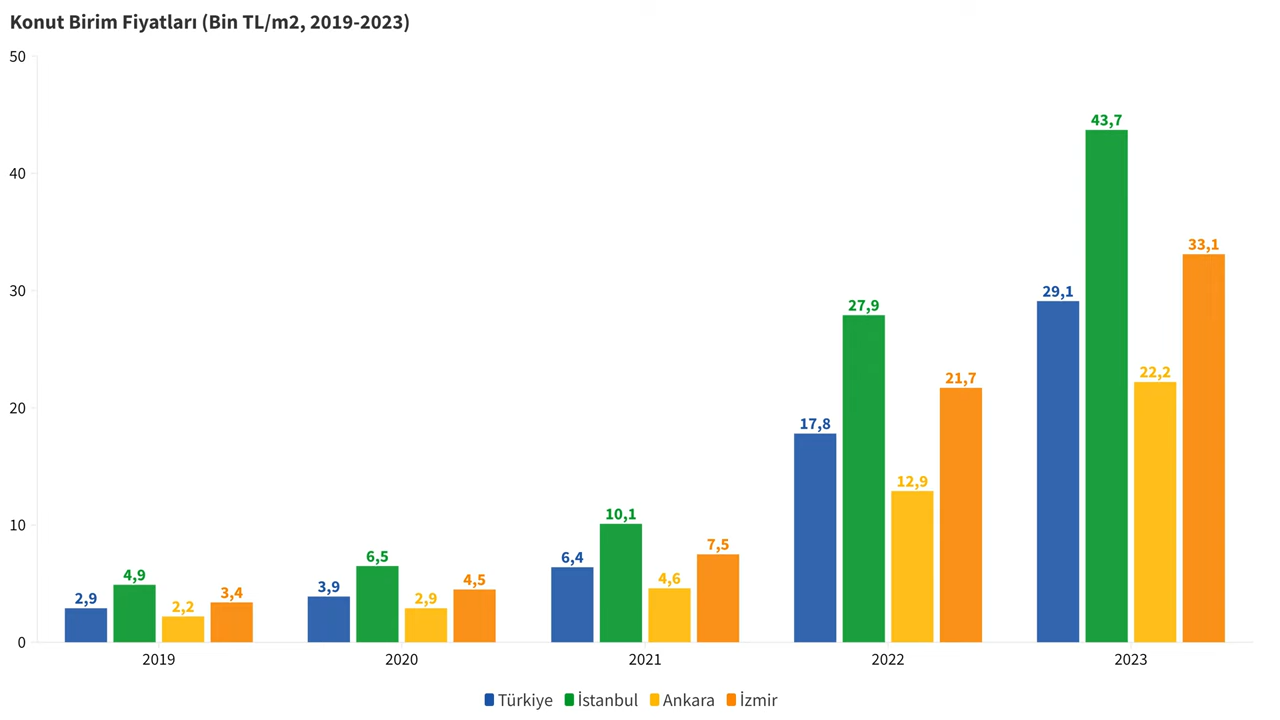 Konut Birim Fiyatları (Bin TL/m2, 2019-2023)
50
40
30
20
10
0
2,9 4,9 2,2 3,4
3,9 6,5 2,9 4,5
6,4 10,1 4,6 7,5
17,8 27,9 12,9 21,7
29,1 43,7 22,2 33,1
2019 2020 2021 2022 2023
Türkiye İstanbul Ankara İzmir